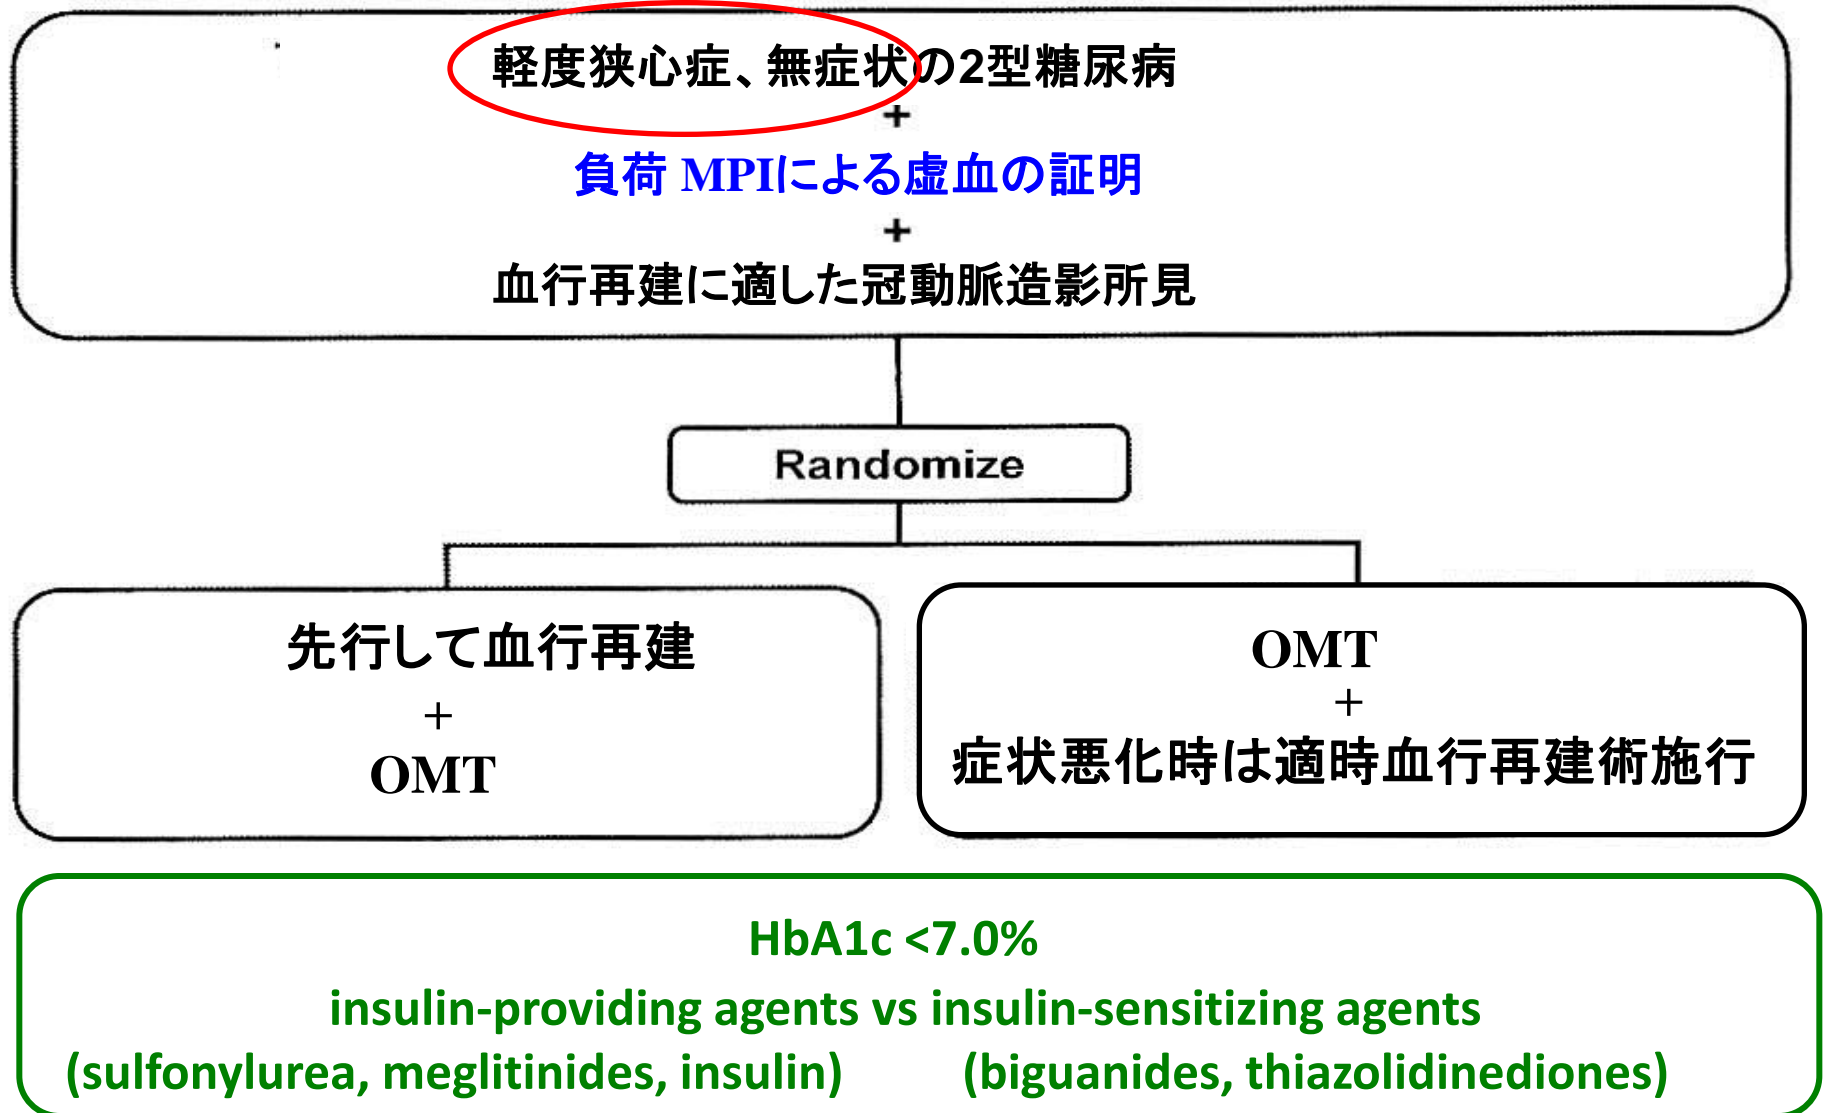 軽度狭心症、無症状の2型糖尿病
+
負荷 MPIによる虚血の証明
+
血行再建に適した冠動脈造影所見
Randomize
先行して血行再建
+
OMT
OMT
+
症状悪化時は適時血行再建術施行
HbA1c <7.0%
insulin-providing agents vs insulin-sensitizing agents
(sulfonylurea, meglitinides, insulin) (biguanides, thiazolidinediones)